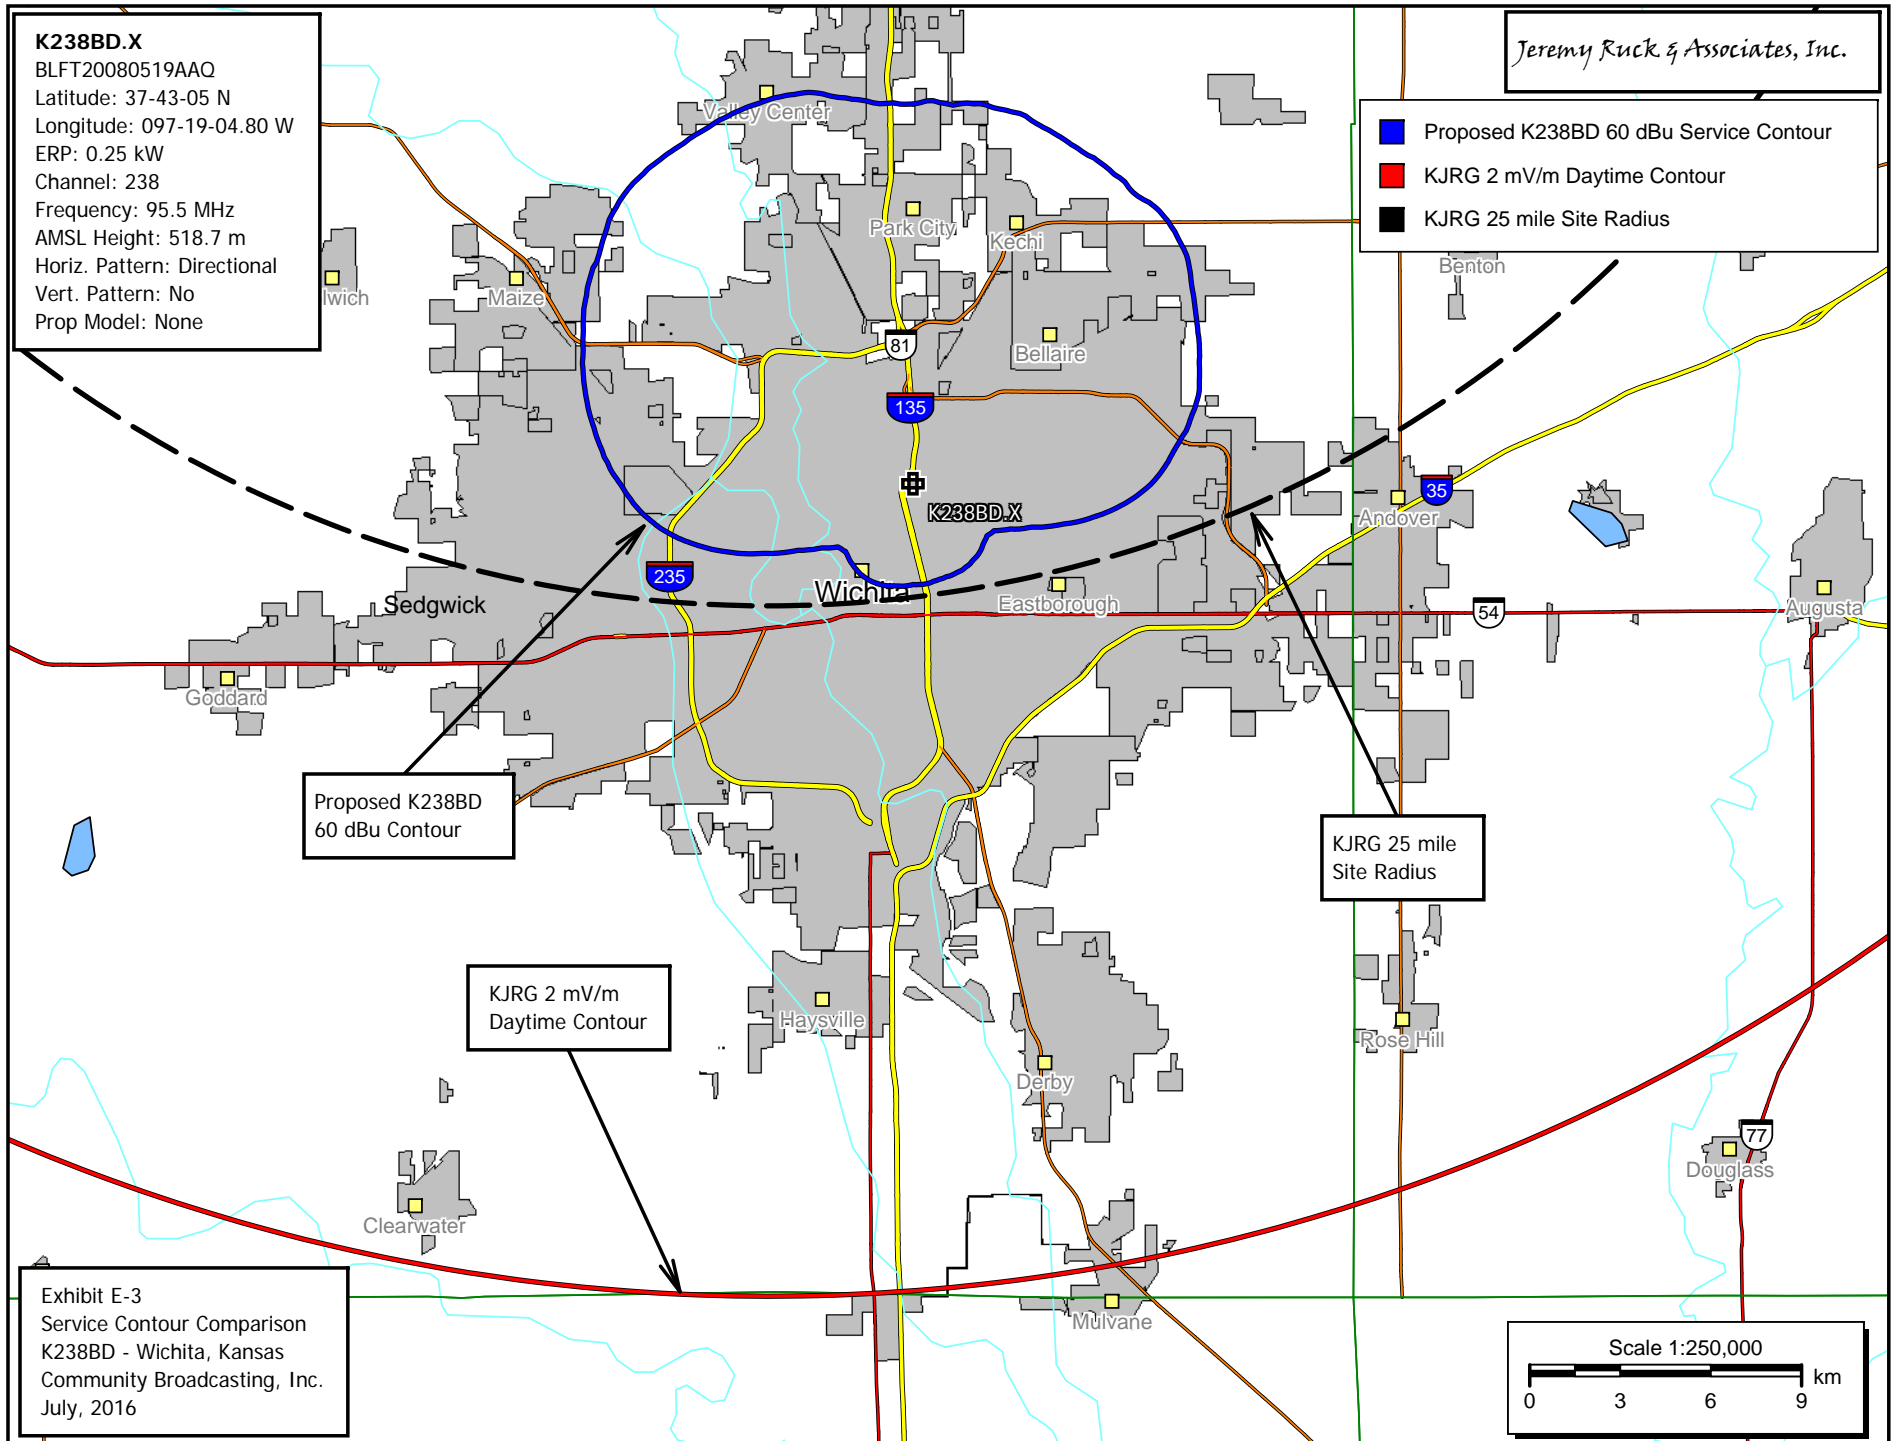 K238BD.X
BLFT20080519AAQ
Latitude: 37-43-05 N
Longitude: 097-19-04.80 W
ERP: 0.25 kW
Channel: 238
Frequency: 95.5 MHz
AMSL Height: 518.7 m
Horiz. Pattern: Directional
Vert. Pattern: No
Prop Model: None
Jeremy Ruck & Associates, Inc.
Proposed K238BD 60 dBu Service Contour
KJRG 2 mV/m Daytime Contour
KJRG 25 mile Site Radius
Valley Center
Park City
Kechi
Benton
lwich
Maize
81
Bellaire
135
35
K238BD.X
Andover
235
Wichita
Eastborough
Sedgwick
54
Augusta
Goddard
Proposed K238BD
60 dBu Contour
KJRG 25 mile
Site Radius
KJRG 2 mV/m
Daytime Contour
Haysville
Rose Hill
Derby
77
Douglass
Clearwater
Mulvane
Exhibit E-3
Service Contour Comparison
K238BD - Wichita, Kansas
Community Broadcasting, Inc.
July, 2016
Scale 1:250,000
km
0 3 6 9